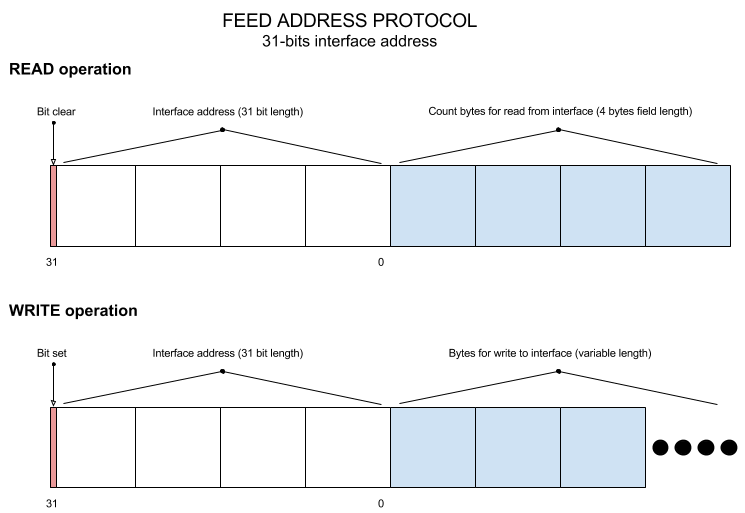 FEED ADDRESS PROTOCOL
31-bits interface address
READ operation
Bit clear
Interface address (31 bit length)
Count bytes for read from interface (4 bytes field length)
31
0
WRITE operation
Bit set
Interface address (31 bit length)
Bytes for write to interface (variable length)
31
0